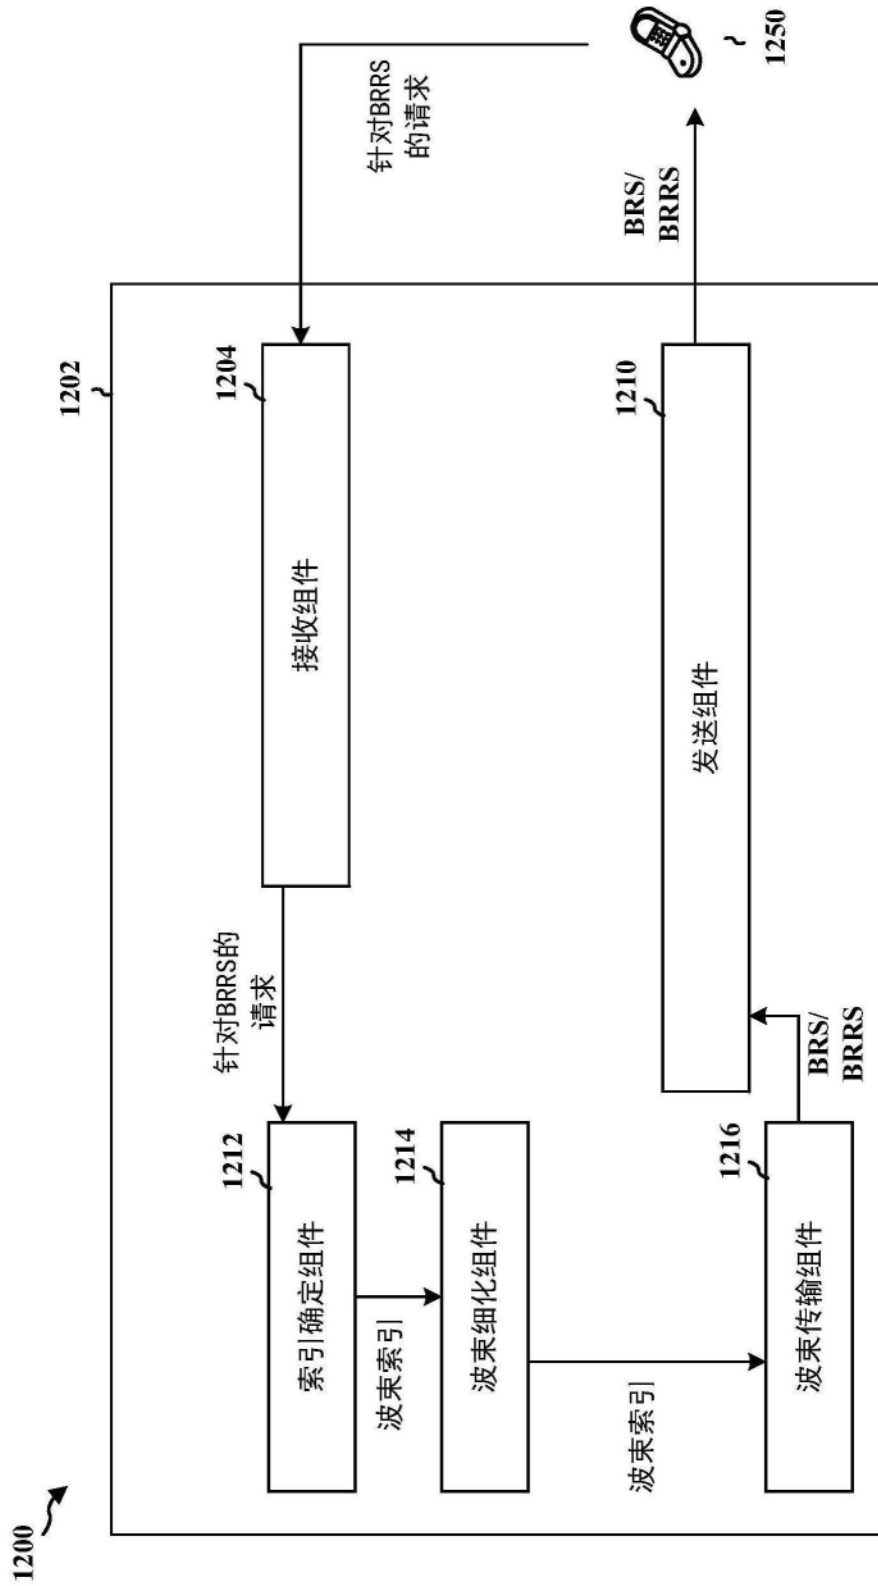 1200
1202
索引确定组件
1212
针对BRRS的
请求
接收组件
1204
针对BRRS
的请求
波束索引
波束细化组件
1214
波束索引
波束传输组件
1216
BRS/
BRRS
发送组件
1210
BRS/
BRRS
1250